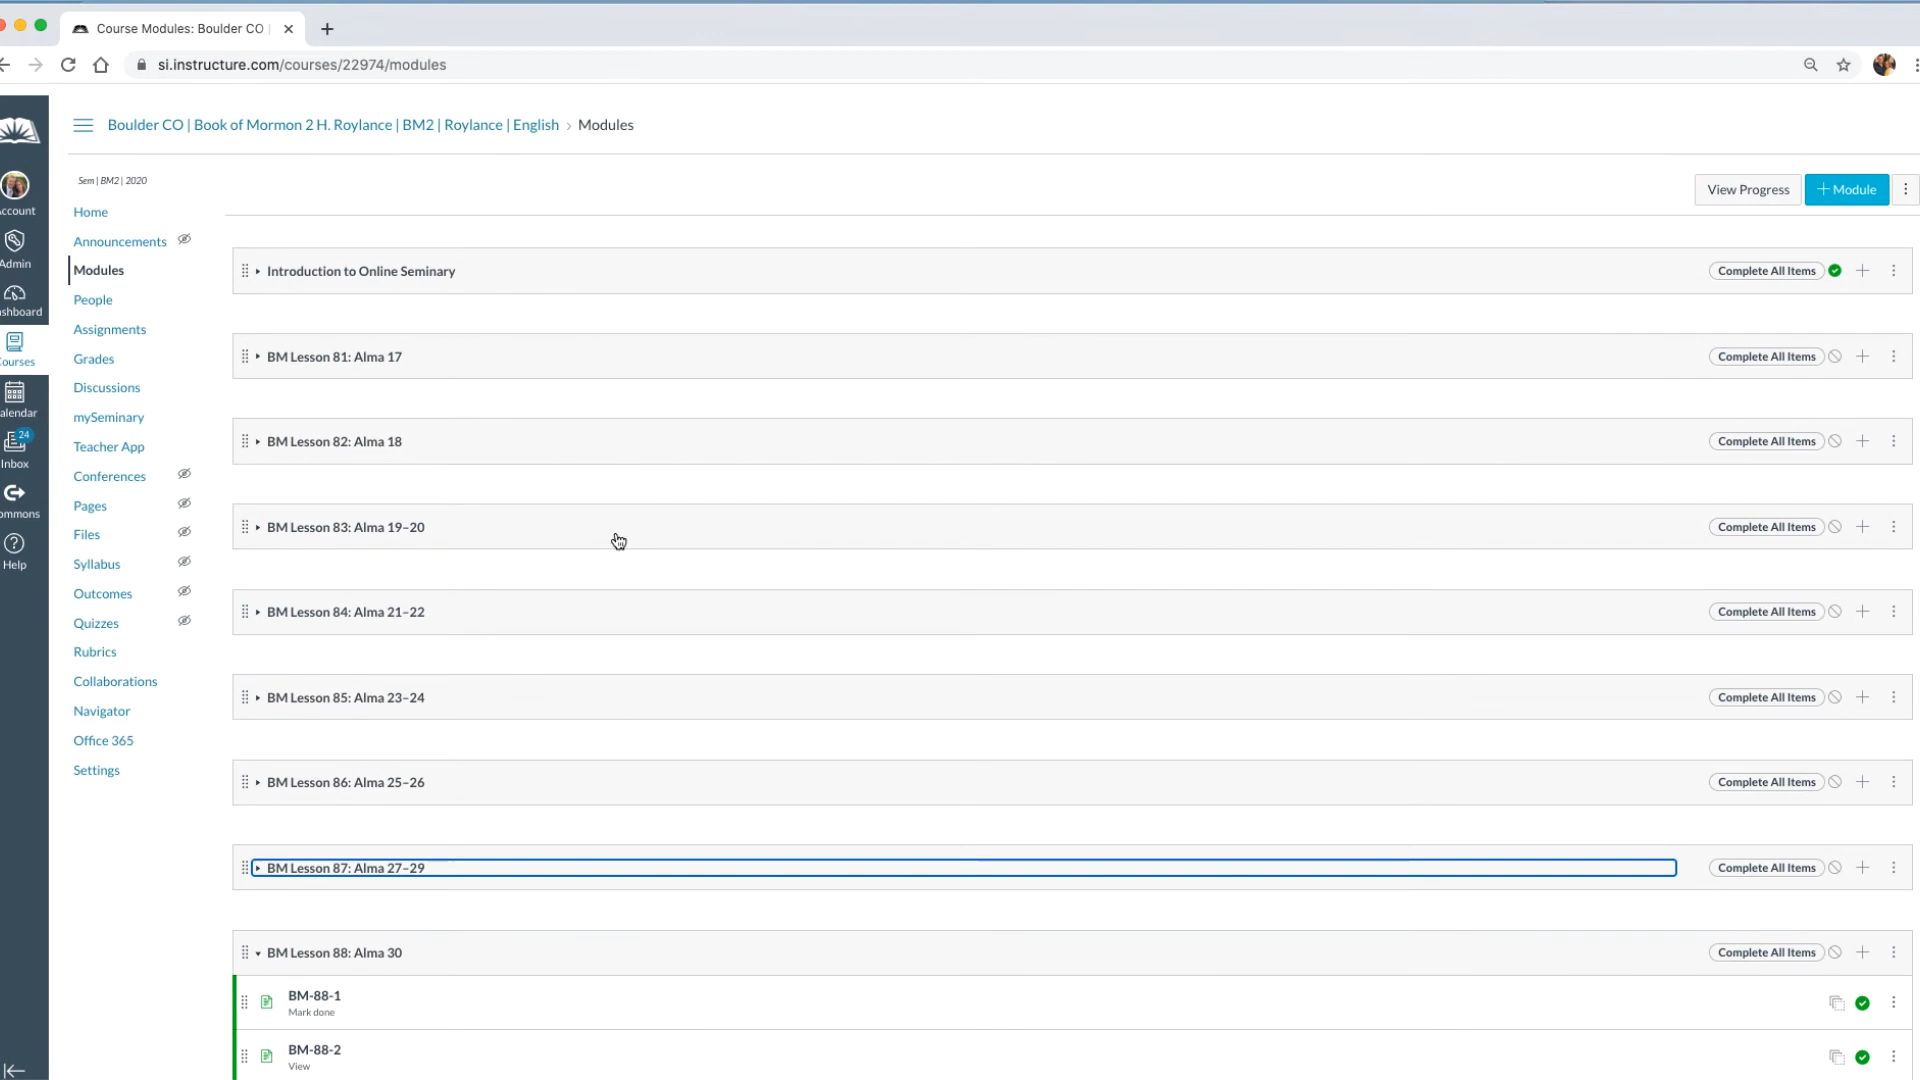 Course Modules: Boulder CO
si.instructure.com/courses/22974/modules
Boulder CO | Book of Mormon 2 H. Roylance | BM2 | Roylance | English › Modules
Sem | BM2 | 2020
View Progress
+ Module
Home
Announcements
Modules
People
Assignments
Grades
Discussions
mySeminary
Teacher App
Conferences
Pages
Files
Syllabus
Outcomes
Quizzes
Rubrics
Collaborations
Navigator
Office 365
Settings
ccount
Admin
shboard
ourses
alendar
24
Inbox
ommons
Help
Introduction to Online Seminary
Complete All Items
BM Lesson 81: Alma 17
Complete All Items
BM Lesson 82: Alma 18
Complete All Items
BM Lesson 83: Alma 19–20
Complete All Items
BM Lesson 84: Alma 21–22
Complete All Items
BM Lesson 85: Alma 23–24
Complete All Items
BM Lesson 86: Alma 25–26
Complete All Items
BM Lesson 87: Alma 27–29
Complete All Items
BM Lesson 88: Alma 30
Complete All Items
BM-88-1
Mark done
BM-88-2
View